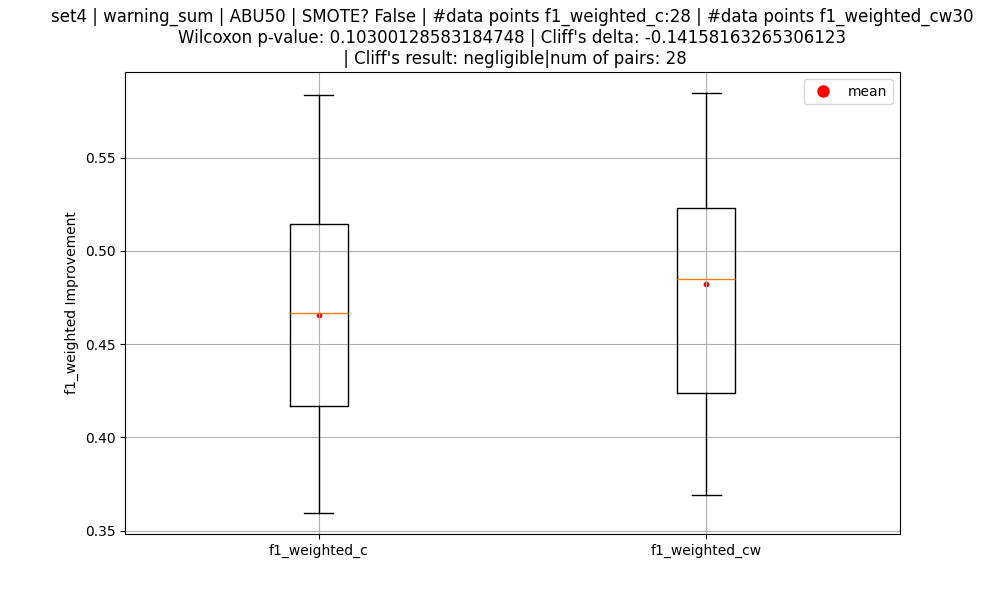 set4 | warning_sum | ABU50 | SMOTE? False | #data points f1_weighted_c:28 | #data points f1_weighted_cw30
Wilcoxon p-value: 0.10300128583184748 | Cliff's delta: -0.14158163265306123
| Cliff's result: negligible|num of pairs: 28
mean
f1_weighted Improvement
0.55
0.50
0.45
0.40
0.35
f1_weighted_c
f1_weighted_cw